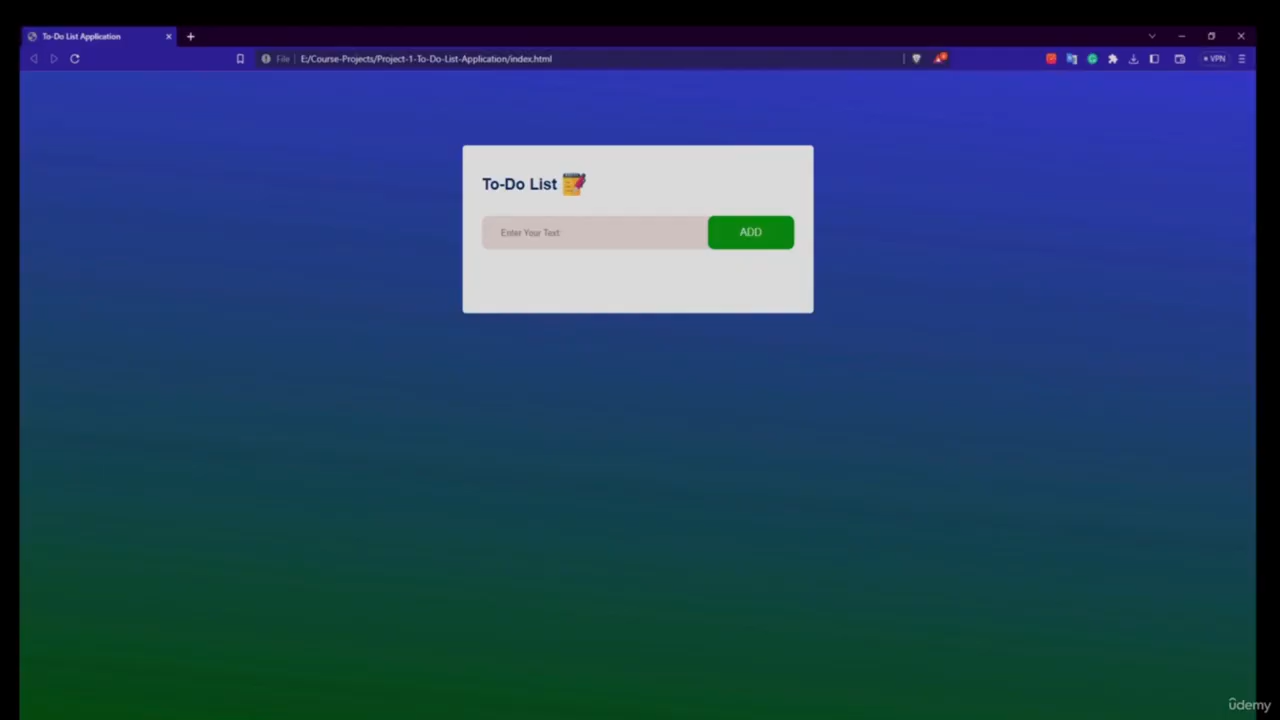 To-Do List Application
File E:/Course-Projects/Project-1-To-Do-List-Application/index.html
VPN
To-Do List
Enter Your Text
ADD
ûdemy